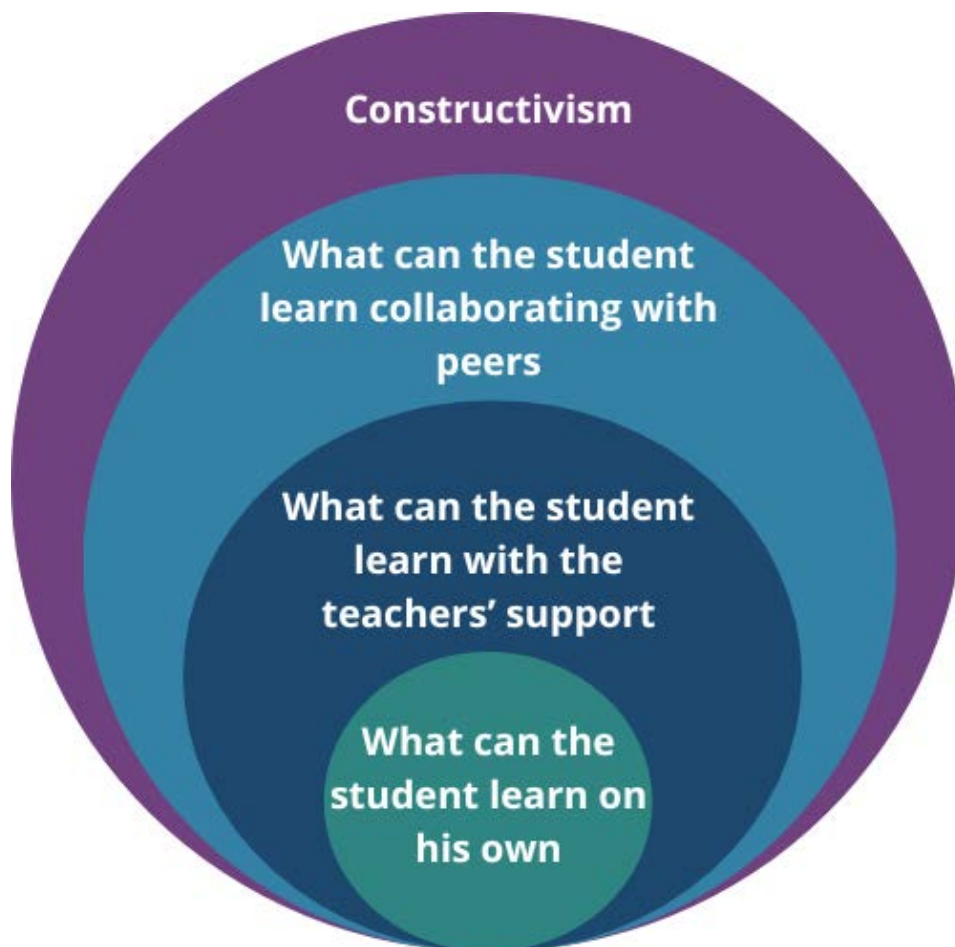 Constructivism
What can the student
learn collaborating with
peers
What can the student
learn with the
teachers’ support
What can the
student learn on
his own